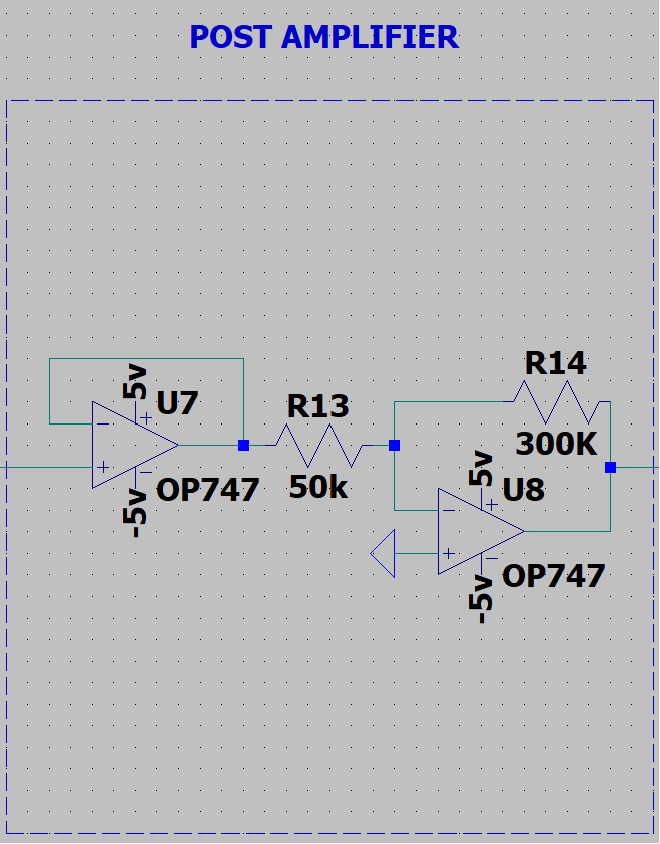 POST AMPLIFIER
R14
5v
U7
R13
300K
50k
5v
OP747
U8
-5v
OP747
-5v